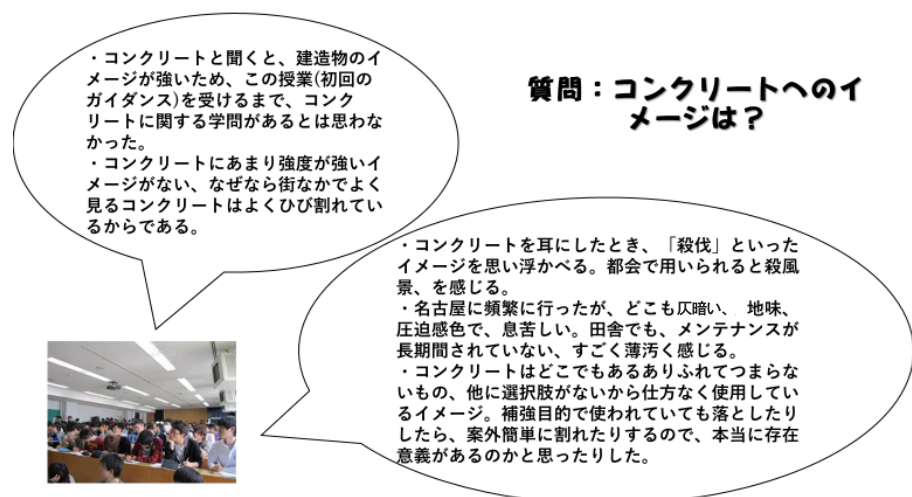 質問：コンクリートへのイ
メージは？
・コンクリートと聞くと、建造物のイ
メージが強いため、この授業(初回の
ガイダンス)を受けるまで、コンク
リートに関する学問があるとは思わな
かった。
・コンクリートにあまり強度が強いイ
メージがない、なぜなら街なかでよく
見るコンクリートはよくひび割れてい
るからである。
・コンクリートを耳にしたとき、「殺伐」といった
イメージを思い浮かべる。都会で用いられると殺風
景、を感じる。
・名古屋に頻繁に行ったが、どこも仄暗い、 地味、
圧迫感色で、息苦しい。田舎でも、メンテナンスが
長期間されていない、すごく薄汚く感じる。
・コンクリートはどこでもあるありふれてつまらな
いもの、他に選択肢がないから仕方なく使用してい
るイメージ。補強目的で使われていても落としたり
したら、案外簡単に割れたりするので、本当に存在
意義があるのかと思ったりした。